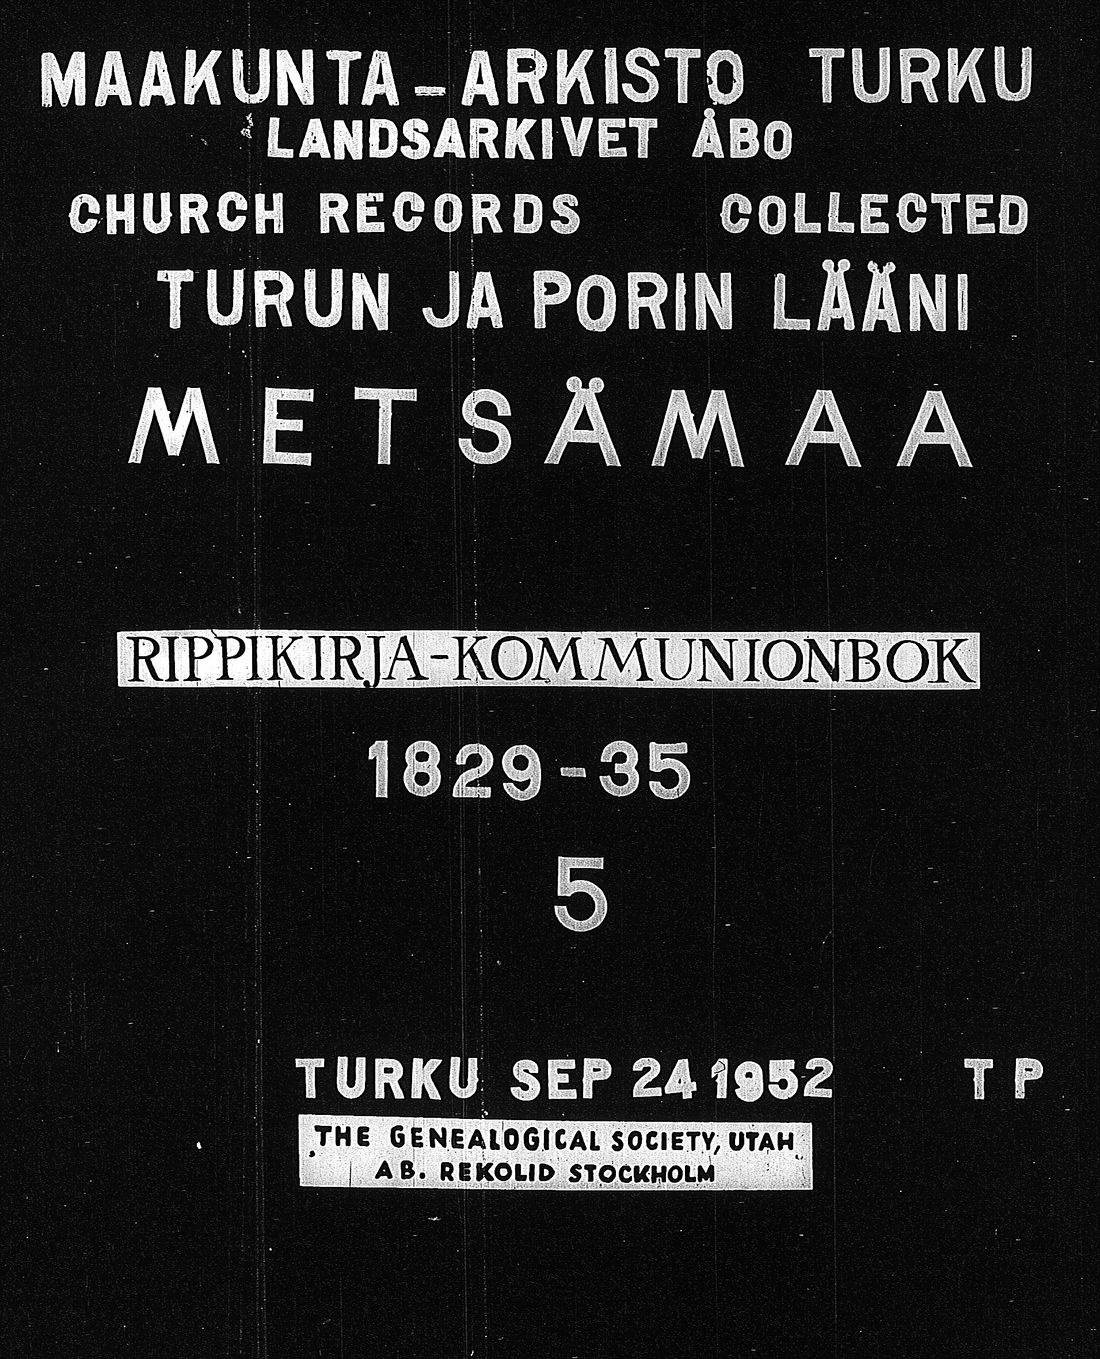 MAAKUNTA-ARKISTO TURKU
LANDSARKIVET ÅBO
CHURCH RECORDS COLLECTED
TURUN JA PORIN LÄÄNI
METSÄMAA
RIPPIKIRJA-KOMMUNIONBOK
1829-35
5
TURKU SEP 24 1952 T P
THE GENEALOGICAL SOCIETY, UTAH
AB. REKOLID STOCKHOLM